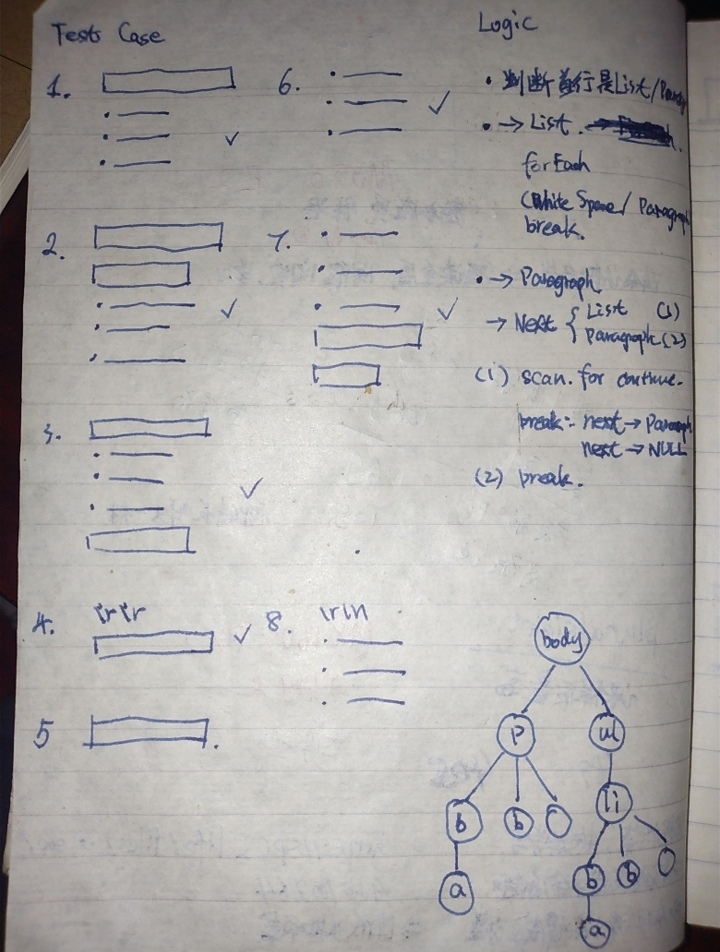 Tests Case
1.
✓
2.
✓
3.
✓
4. \r\r
✓
5
6.
✓
7.
✓
8. \r\n
Logic
• 判断首行是List/Parag
• → List.
forEach
(White Space/Paragraph
break.
• → Paragraph
→ Next { List (1)
Paragraph (2)
(1) scan. for continue.
break: next → Paragraph
next → NULL
(2) break.
body
P ul
li
b b
a
b b
a